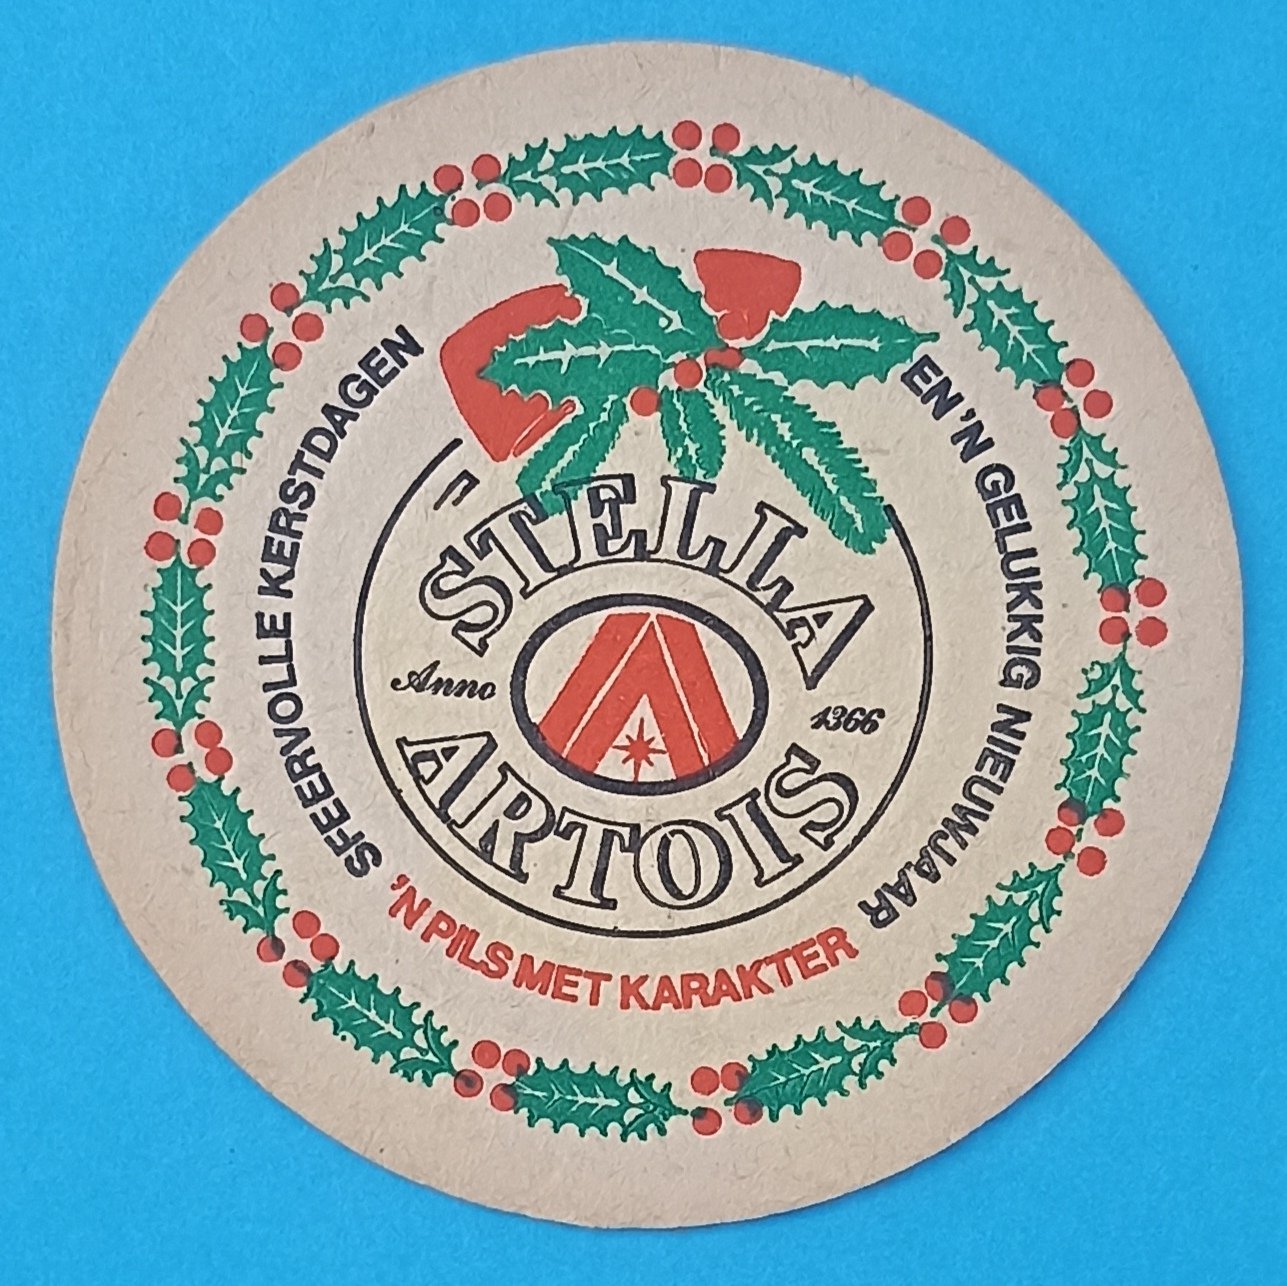 SFEERVOLLE KERSTDAGEN
EN 'N GELUKKIG NIEUWJAAR
STELLA
Anno 1366
ARTOIS
'N PILS MET KARAKTER